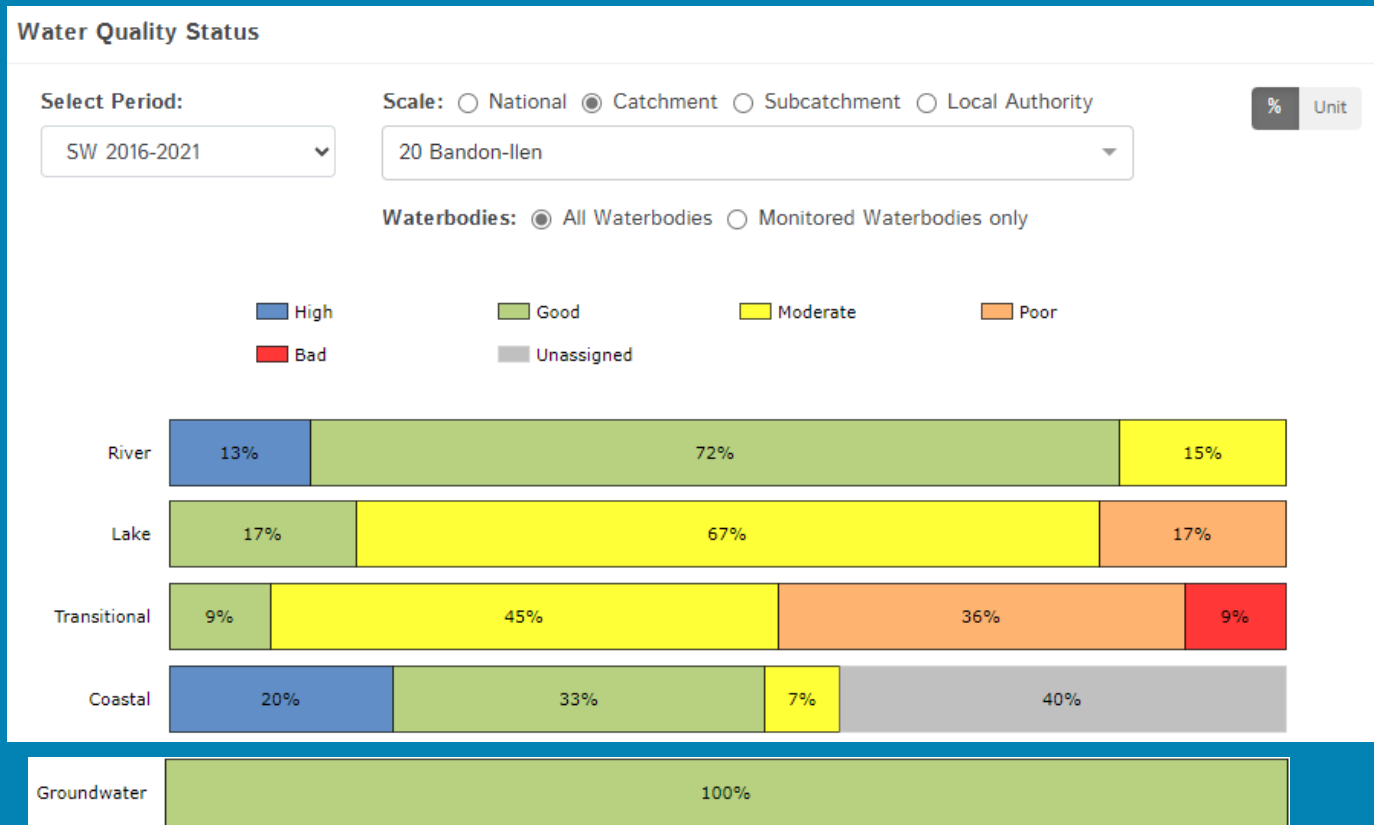 Water Quality Status
Select Period:
Scale: National Catchment Subcatchment Local Authority
% Unit
SW 2016-2021
20 Bandon-Ilen
Waterbodies: All Waterbodies Monitored Waterbodies only
High Good Moderate Poor
Bad Unassigned
River 13% 72% 15%
Lake 17% 67% 17%
Transitional 9% 45% 36% 9%
Coastal 20% 33% 7% 40%
Groundwater 100%